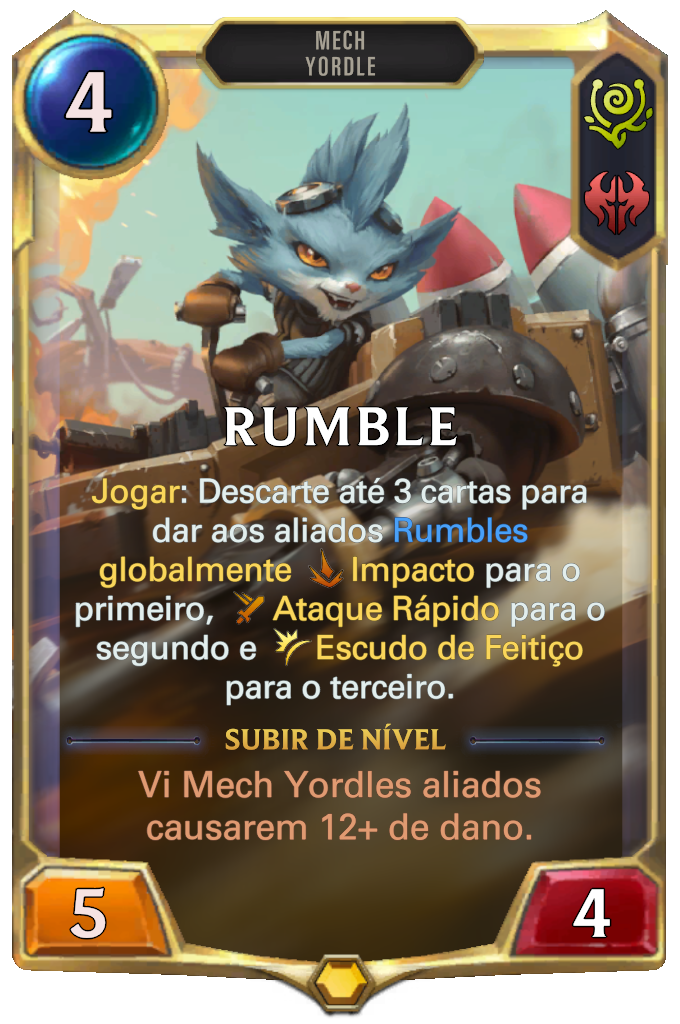 MECH
YORDLE
4
RUMBLE
Jogar: Descarte até 3 cartas para
dar aos aliados Rumbles
globalmente Impacto para o
primeiro, Ataque Rápido para o
segundo e Escudo de Feitiço
para o terceiro.
SUBIR DE NÍVEL
Vi Mech Yordles aliados
causarem 12+ de dano.
5
4